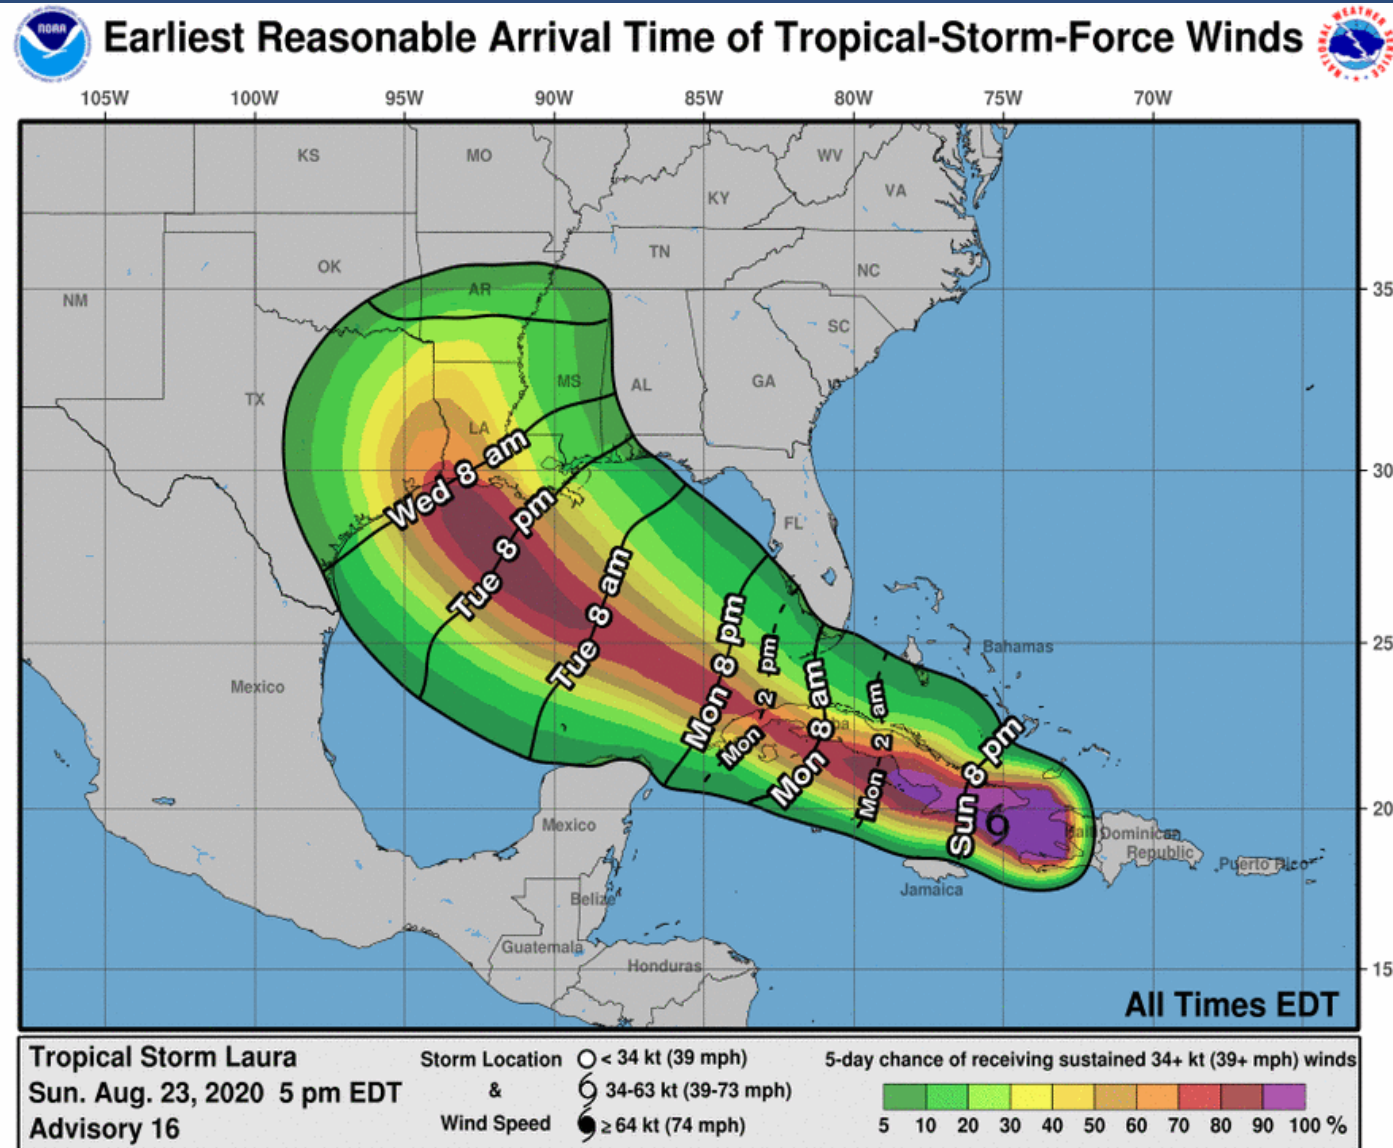 NOAA
Earliest Reasonable Arrival Time of Tropical-Storm-Force Winds
NATIONAL WEATHER SERVICE
105W 100W 95W 90W 85W 80W 75W 70W
KS
MO
WV
KY
VA
TN
OK
NC
AR
NM
35
SC
MS
AL
GA
TX
LA
30
Wed 8 am
FL
Tue 8 pm
Tue 8 am
Mon 8 pm
Mon 2 pm
Mon 8 am
Mon 2 am
Sun 8 pm
25
Bahamas
Mexico
20
Mexico
Haiti
Dominican
Republic
Puerto Rico
Jamaica
Belize
Guatemala
Honduras
15
All Times EDT
Tropical Storm Laura
Sun. Aug. 23, 2020 5 pm EDT
Advisory 16
Storm Location
&
Wind Speed
< 34 kt (39 mph)
34-63 kt (39-73 mph)
≥ 64 kt (74 mph)
5-day chance of receiving sustained 34+ kt (39+ mph) winds
5 10 20 30 40 50 60 70 80 90 100 %